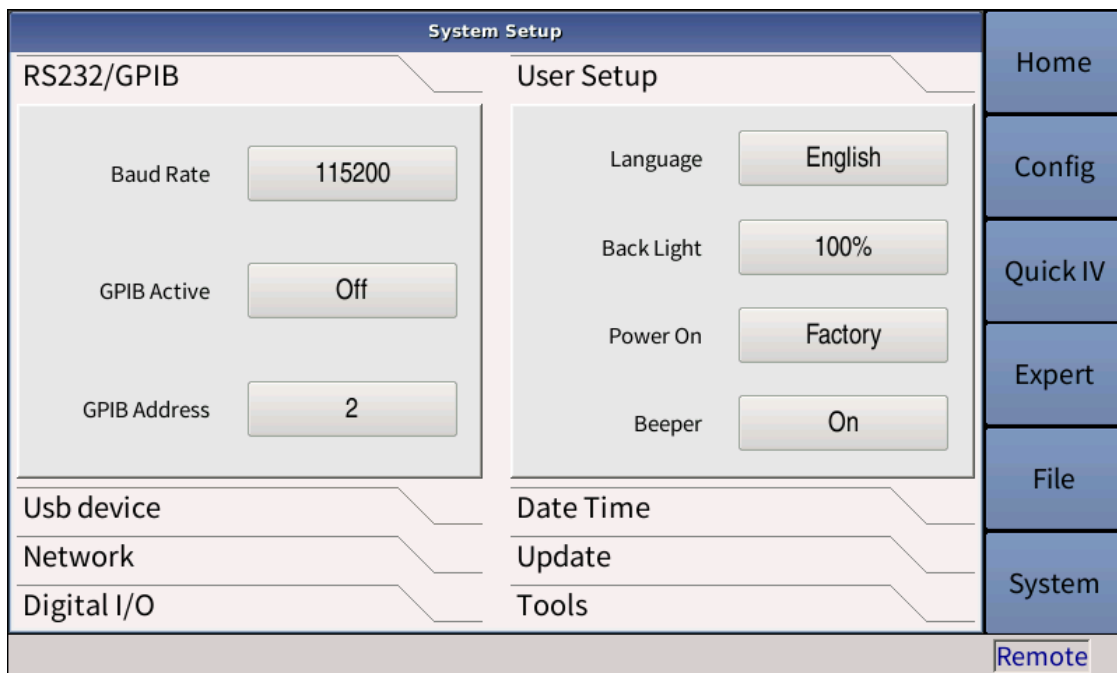 System Setup
RS232/GPIB
Baud Rate
115200
GPIB Active
Off
GPIB Address
2
Usb device
Network
Digital I/O
User Setup
Language
English
Back Light
100%
Power On
Factory
Beeper
On
Date Time
Update
Tools
Home
Config
Quick IV
Expert
File
System
Remote